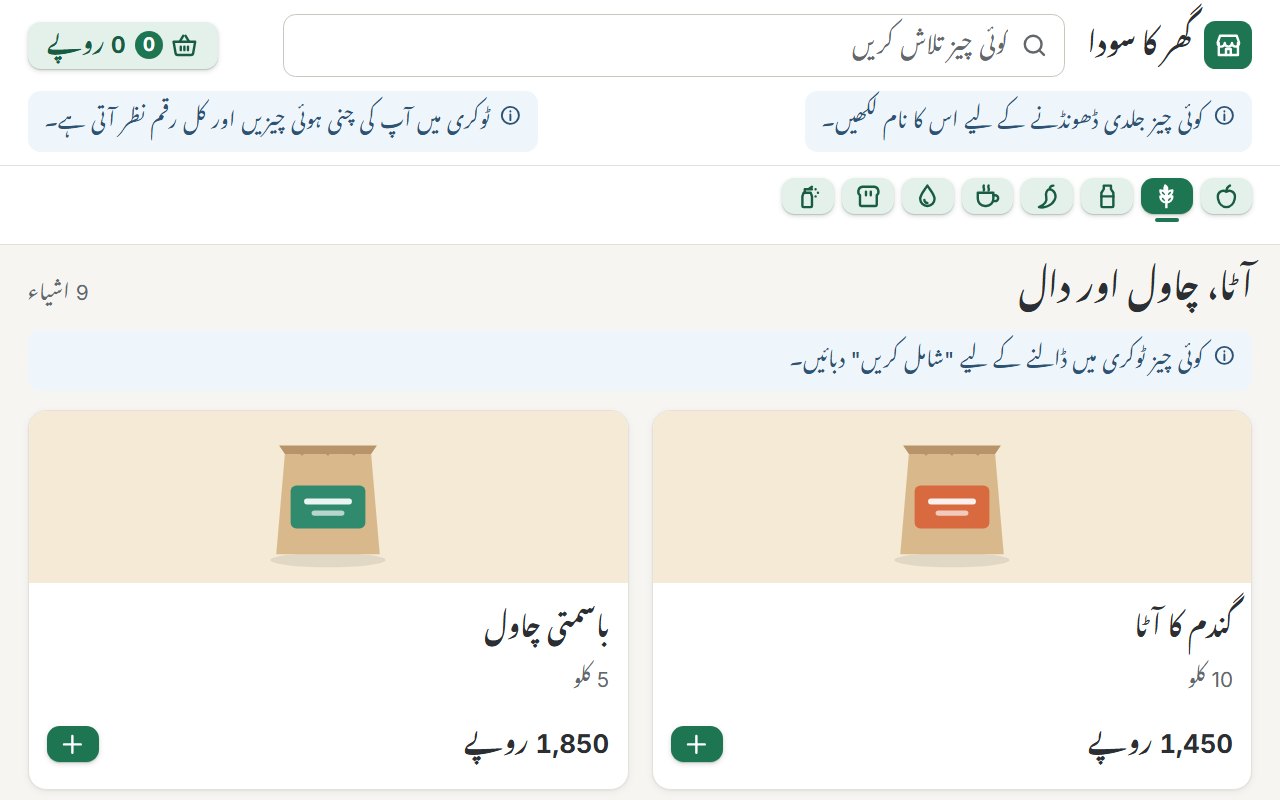 گھر کا سودا
کوئی چیز تلاش کریں
0 0 روپے
کوئی چیز جلدی ڈھونڈنے کے لیے اس کا نام لکھیں۔
ٹوکری میں آپ کی چنی ہوئی چیزیں اور کل رقم نظر آتی ہے۔
آٹا، چاول اور دال
9 اشیاء
کوئی چیز ٹوکری میں ڈالنے کے لیے "شامل کریں" دبائیں۔
گندم کا آٹا
10 کلو
1,450 روپے
باسمتی چاول
5 کلو
1,850 روپے